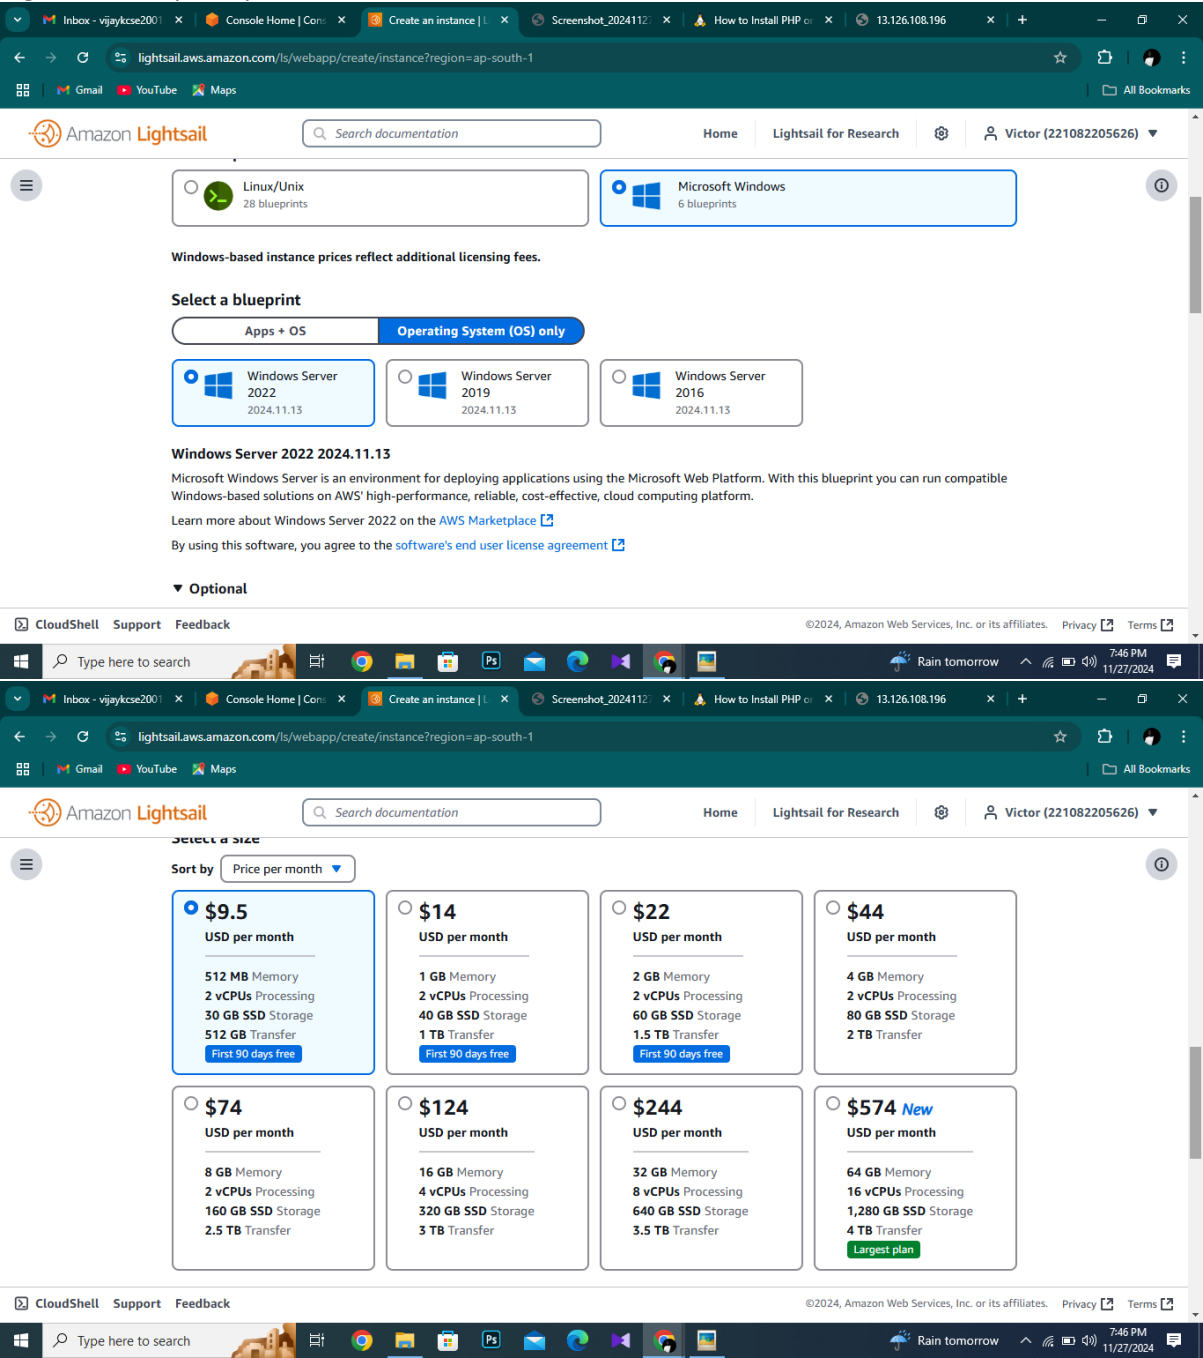 Inbox - vijaykcse2001
Console Home | Cons
Create an instance | L
Screenshot_20241127
How to Install PHP or
13.126.108.196
lightsail.aws.amazon.com/ls/webapp/create/instance?region=ap-south-1
Gmail
YouTube
Maps
All Bookmarks
Amazon Lightsail
Search documentation
Home
Lightsail for Research
Victor (221082205626)
Linux/Unix
28 blueprints
Microsoft Windows
6 blueprints
Windows-based instance prices reflect additional licensing fees.
Select a blueprint
Apps + OS
Operating System (OS) only
Windows Server
2022
2024.11.13
Windows Server
2019
2024.11.13
Windows Server
2016
2024.11.13
Windows Server 2022 2024.11.13
Microsoft Windows Server is an environment for deploying applications using the Microsoft Web Platform. With this blueprint you can run compatible
Windows-based solutions on AWS' high-performance, reliable, cost-effective, cloud computing platform.
Learn more about Windows Server 2022 on the AWS Marketplace
By using this software, you agree to the software's end user license agreement
Optional
CloudShell Support Feedback
©2024, Amazon Web Services, Inc. or its affiliates. Privacy Terms
Type here to search
Ps
Rain tomorrow
7:46 PM
11/27/2024
Inbox - vijaykcse2001
Console Home | Cons
Create an instance | L
Screenshot_20241127
How to Install PHP or
13.126.108.196
lightsail.aws.amazon.com/ls/webapp/create/instance?region=ap-south-1
Gmail
YouTube
Maps
All Bookmarks
Amazon Lightsail
Search documentation
Home
Lightsail for Research
Victor (221082205626)
Select a size
Sort by
Price per month
$9.5
USD per month
512 MB Memory
2 vCPUs Processing
30 GB SSD Storage
512 GB Transfer
First 90 days free
$14
USD per month
1 GB Memory
2 vCPUs Processing
40 GB SSD Storage
1 TB Transfer
First 90 days free
$22
USD per month
2 GB Memory
2 vCPUs Processing
60 GB SSD Storage
1.5 TB Transfer
First 90 days free
$44
USD per month
4 GB Memory
2 vCPUs Processing
80 GB SSD Storage
2 TB Transfer
$74
USD per month
8 GB Memory
2 vCPUs Processing
160 GB SSD Storage
2.5 TB Transfer
$124
USD per month
16 GB Memory
4 vCPUs Processing
320 GB SSD Storage
3 TB Transfer
$244
USD per month
32 GB Memory
8 vCPUs Processing
640 GB SSD Storage
3.5 TB Transfer
$574 New
USD per month
64 GB Memory
16 vCPUs Processing
1,280 GB SSD Storage
4 TB Transfer
Largest plan
CloudShell Support Feedback
©2024, Amazon Web Services, Inc. or its affiliates. Privacy Terms
Type here to search
Ps
Rain tomorrow
7:46 PM
11/27/2024